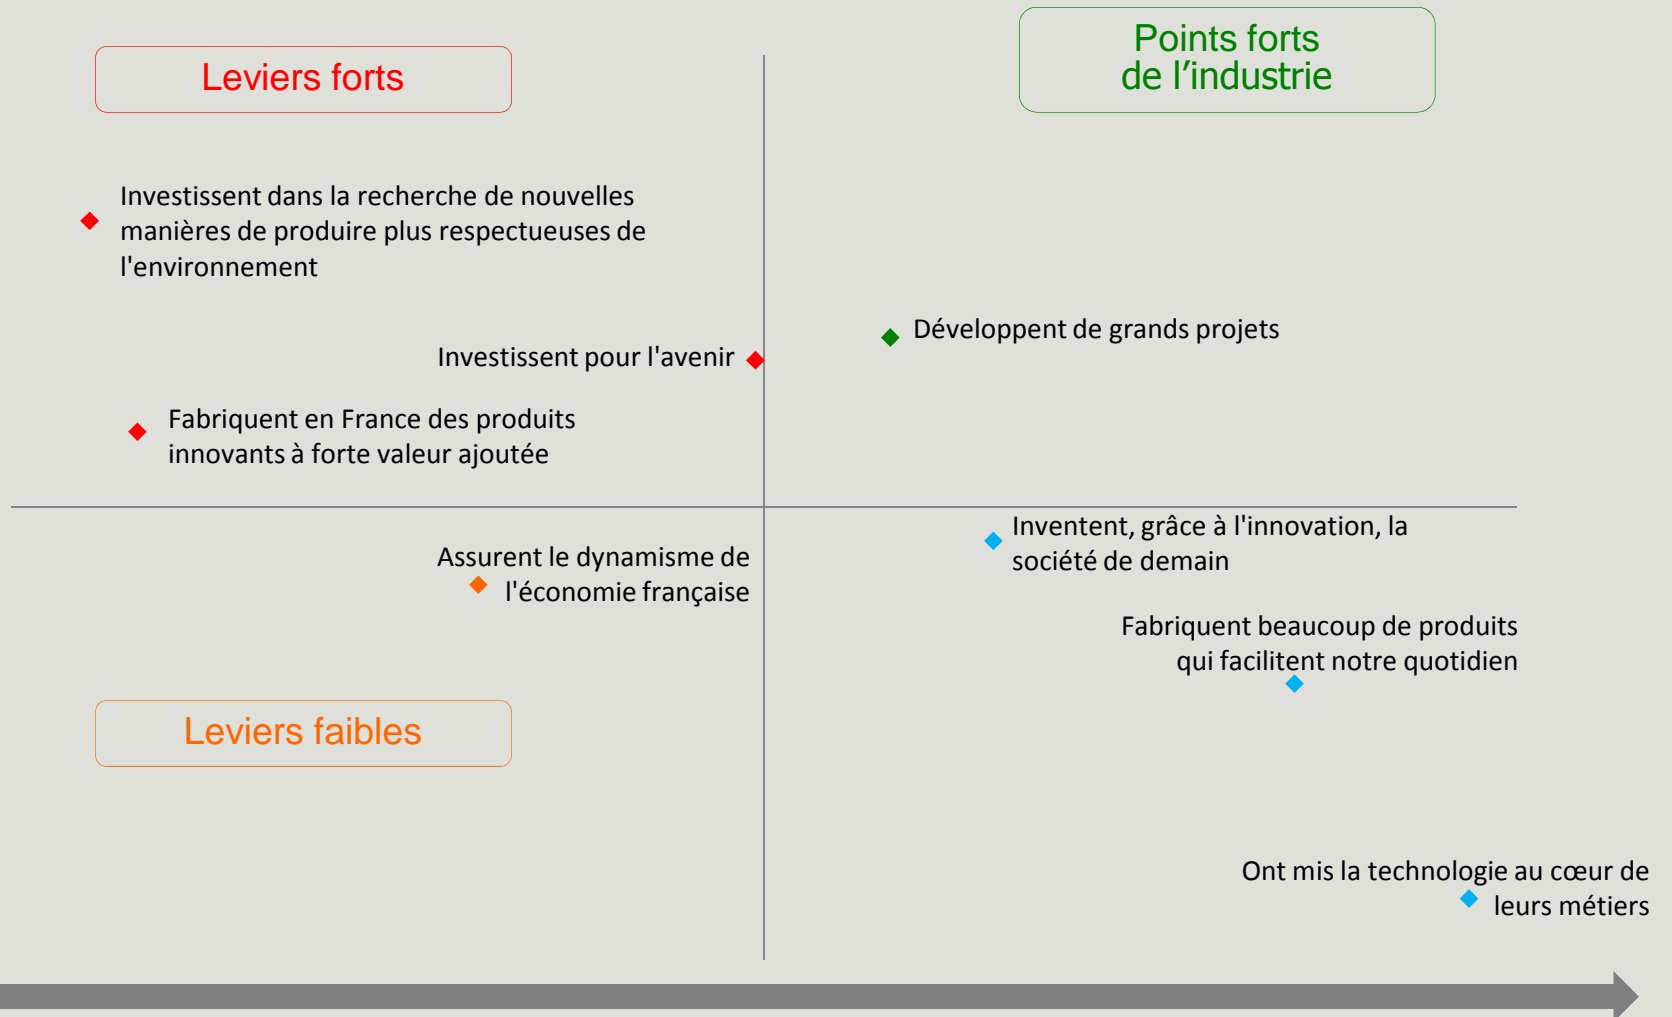 Leviers forts
Points forts
de l’industrie
Investissent dans la recherche de nouvelles
manières de produire plus respectueuses de
l'environnement
Développent de grands projets
Investissent pour l'avenir
Fabriquent en France des produits
innovants à forte valeur ajoutée
Inventent, grâce à l'innovation, la
société de demain
Assurent le dynamisme de
l'économie française
Fabriquent beaucoup de produits
qui facilitent notre quotidien
Leviers faibles
Ont mis la technologie au cœur de
leurs métiers